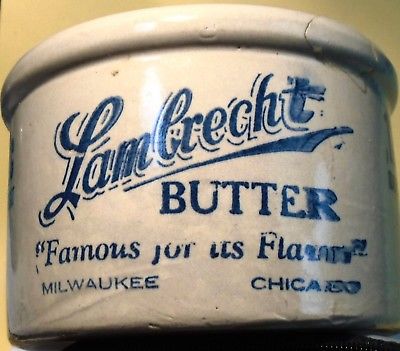 Lambrecht
BUTTER
"Famous for its Flavor"
MILWAUKEE CHICAGO